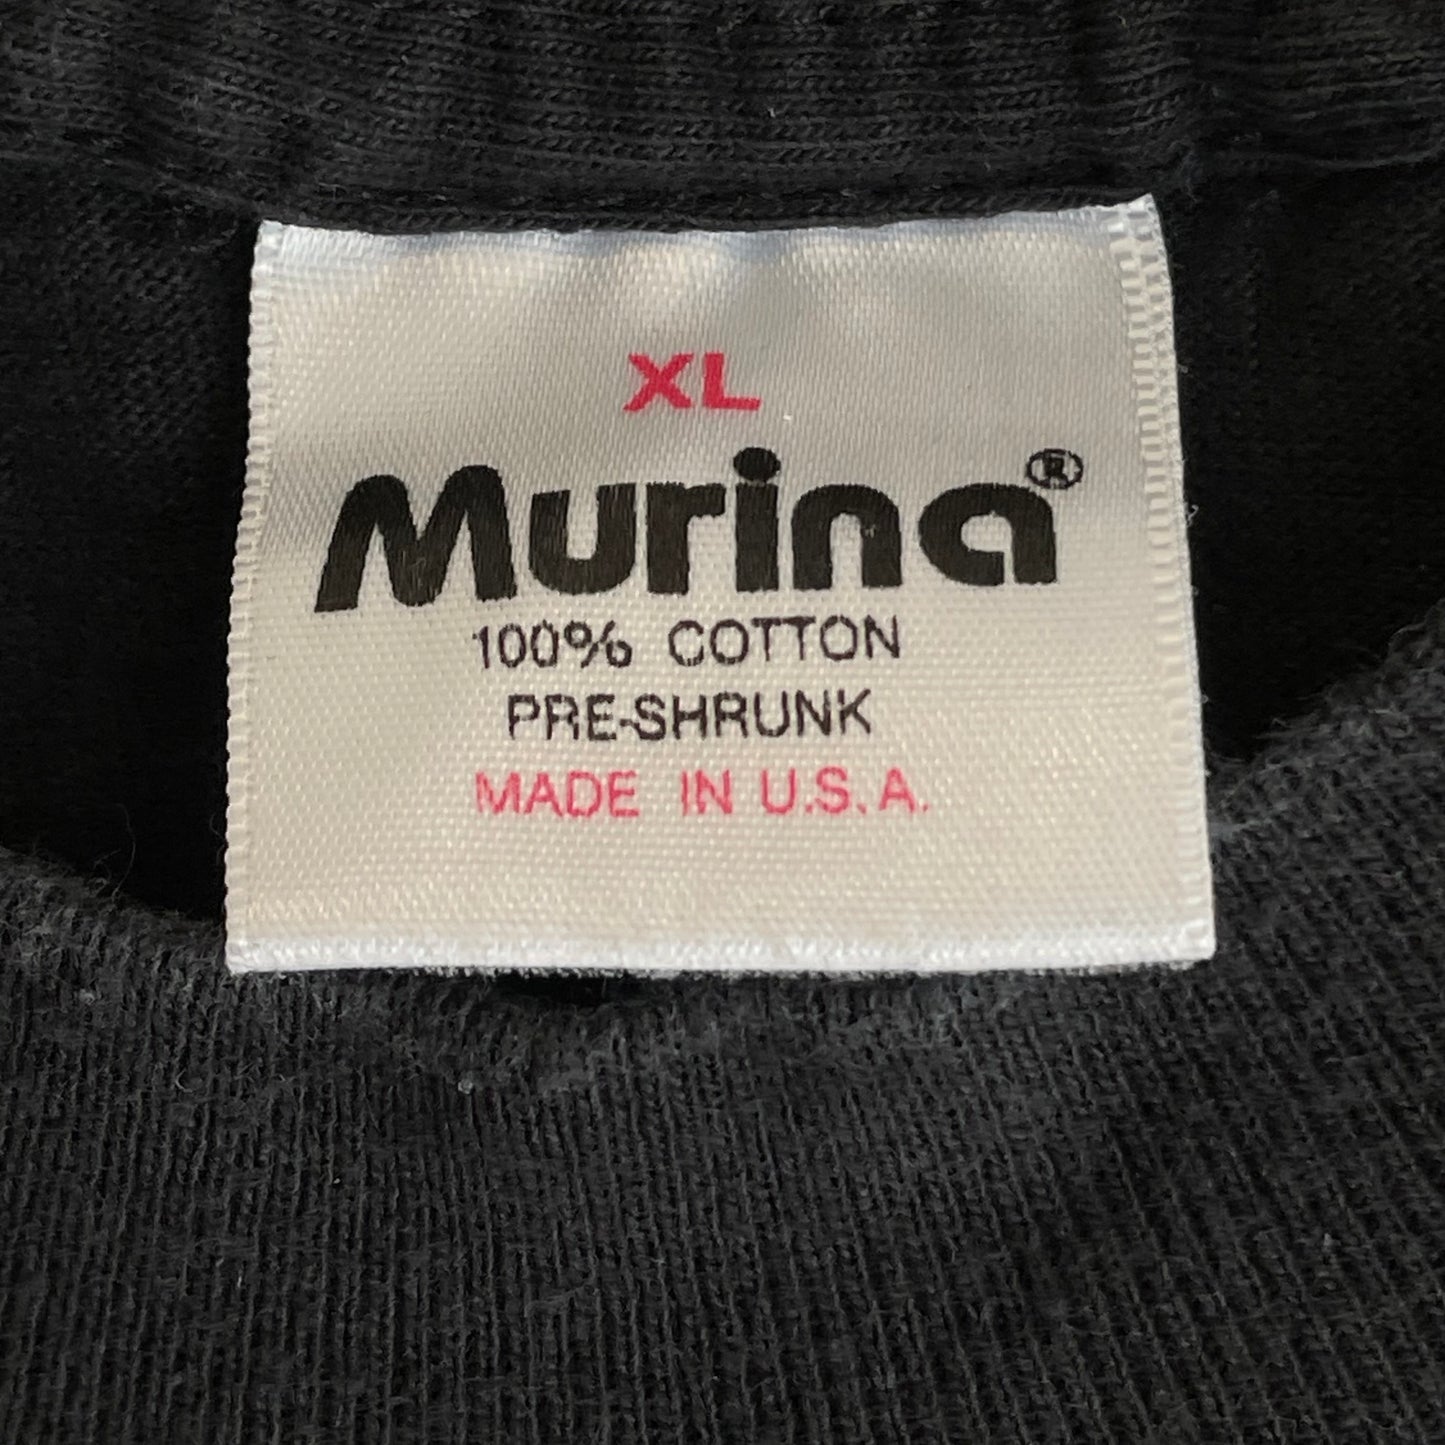 XL
Murina®
100% COTTON
PRE-SHRUNK
MADE IN U.S.A.